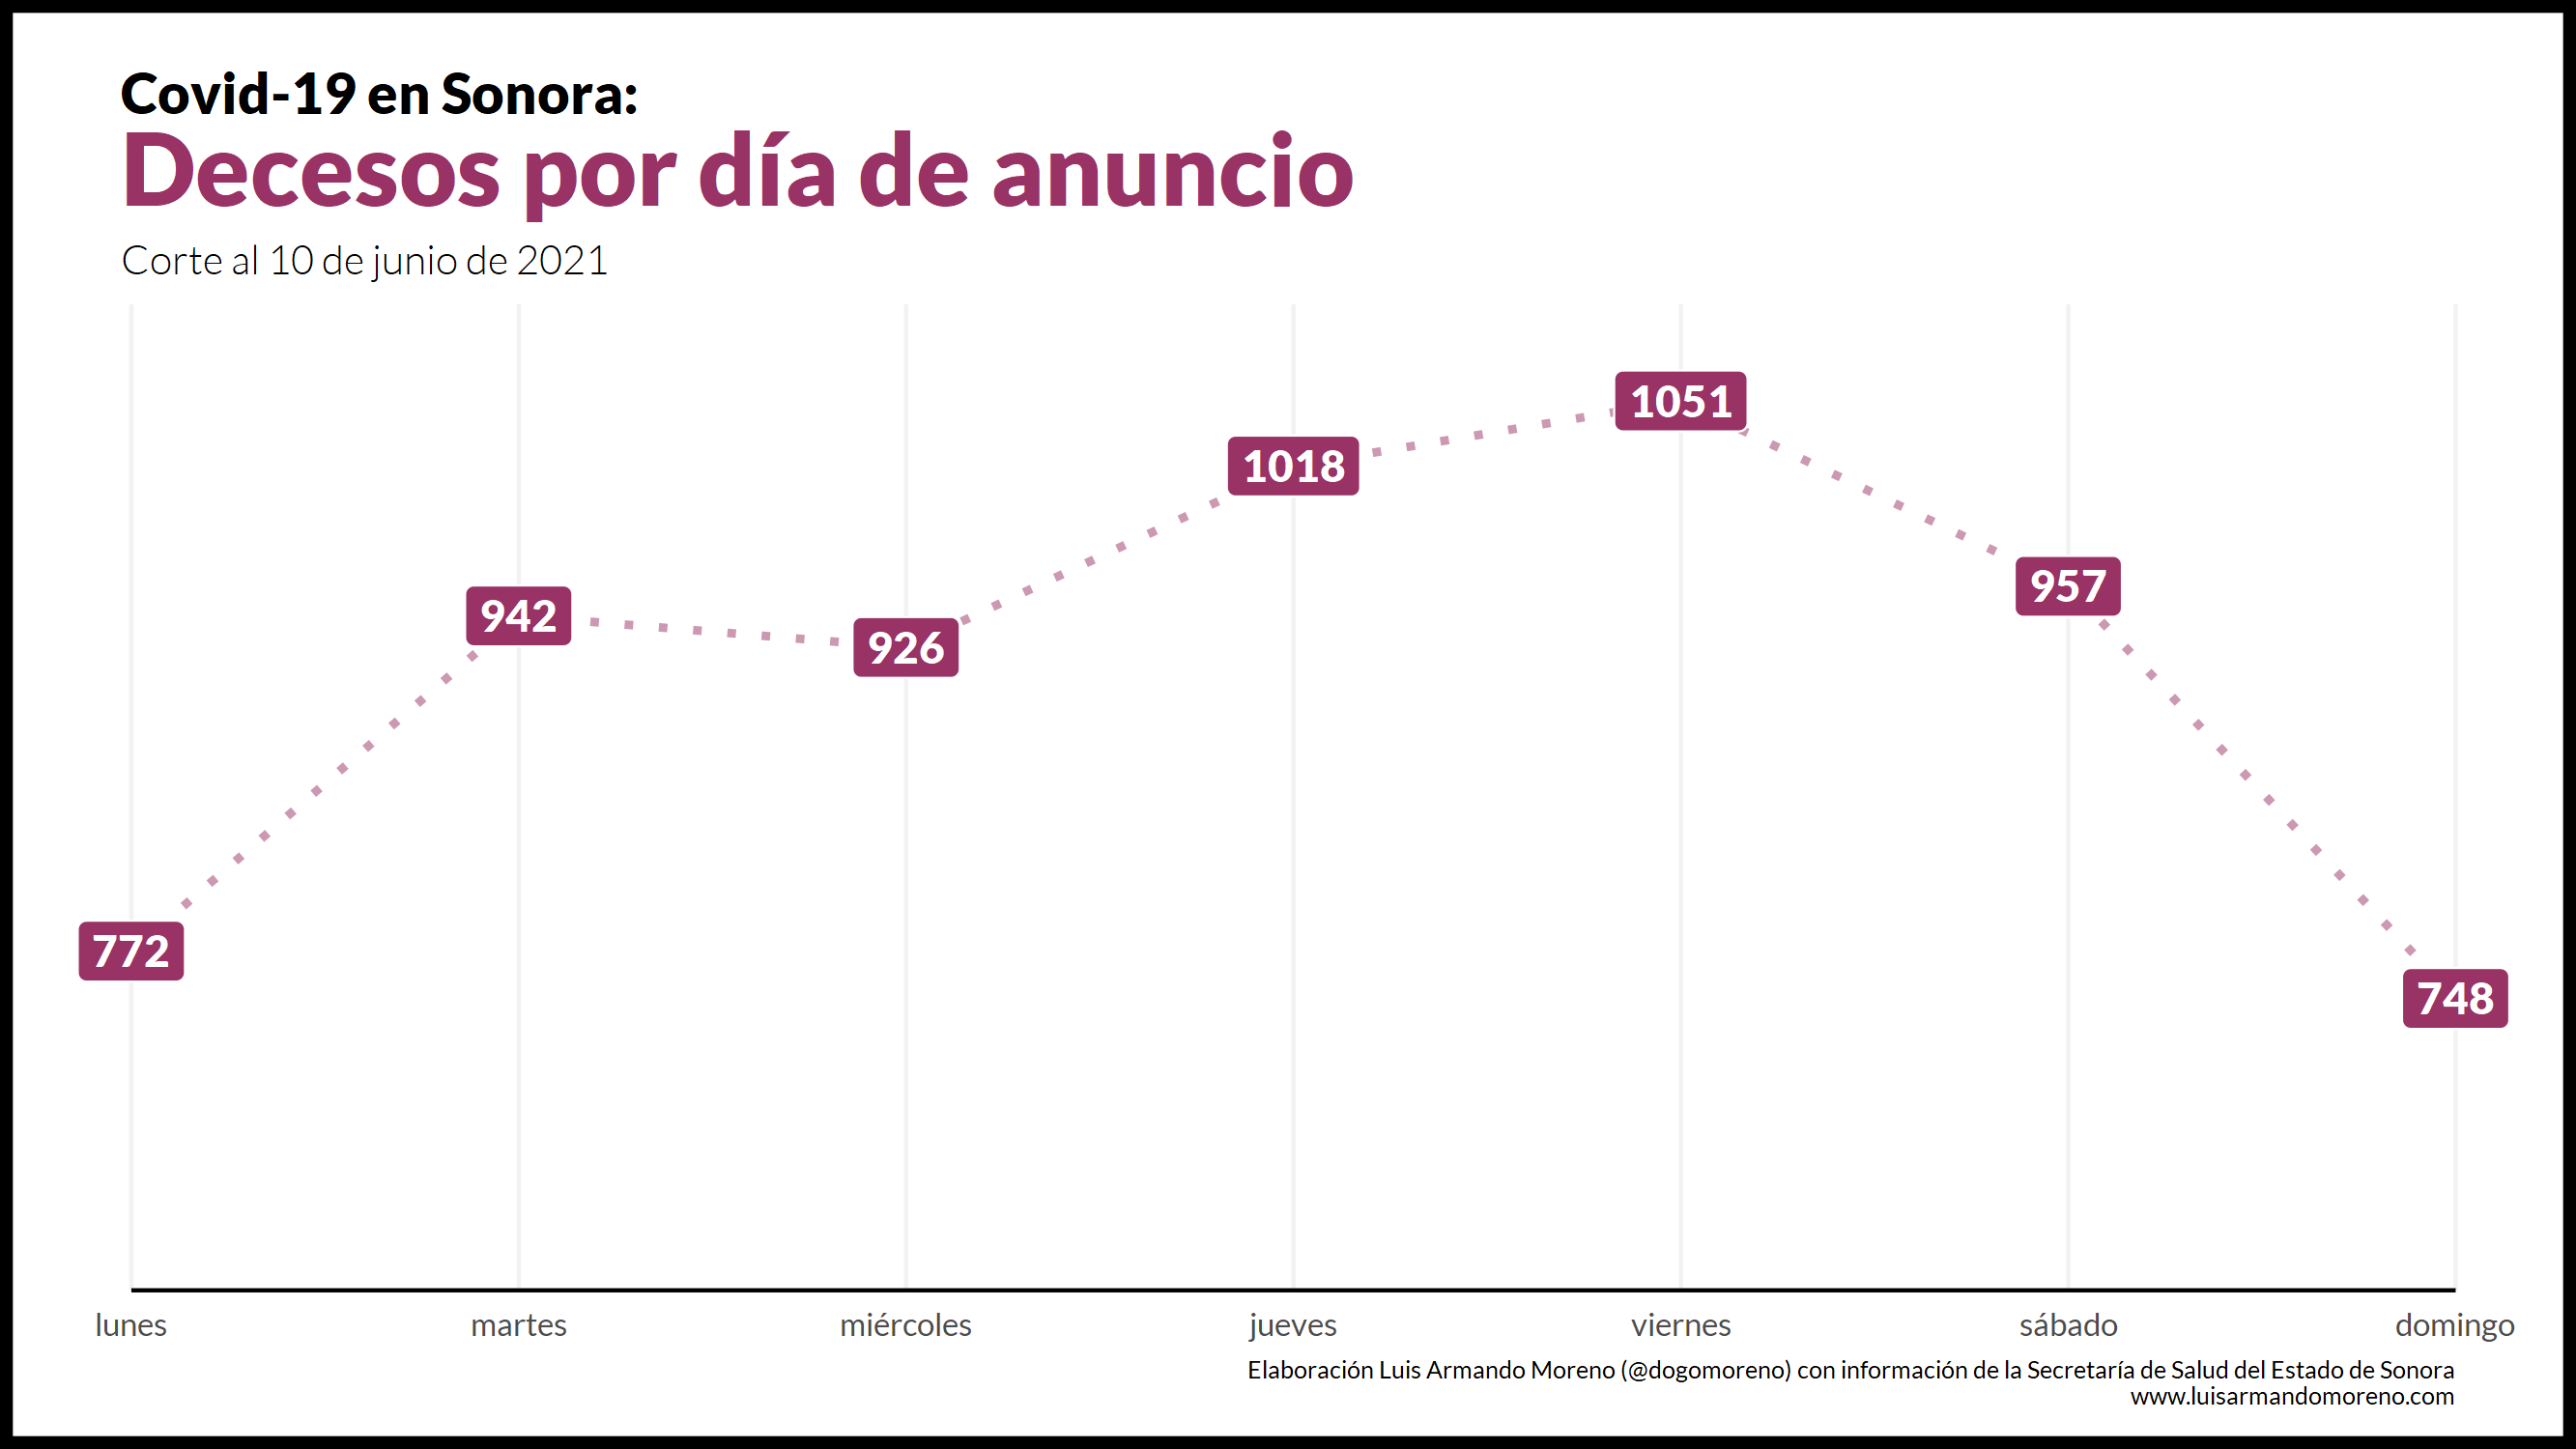 Covid-19 en Sonora:
Decesos por día de anuncio
Corte al 10 de junio de 2021
1051
1018
957
942
926
772
748
lunes martes miércoles jueves viernes sábado domingo
Elaboración Luis Armando Moreno (@dogomoreno) con información de la Secretaría de Salud del Estado de Sonora
www.luisarmandomoreno.com